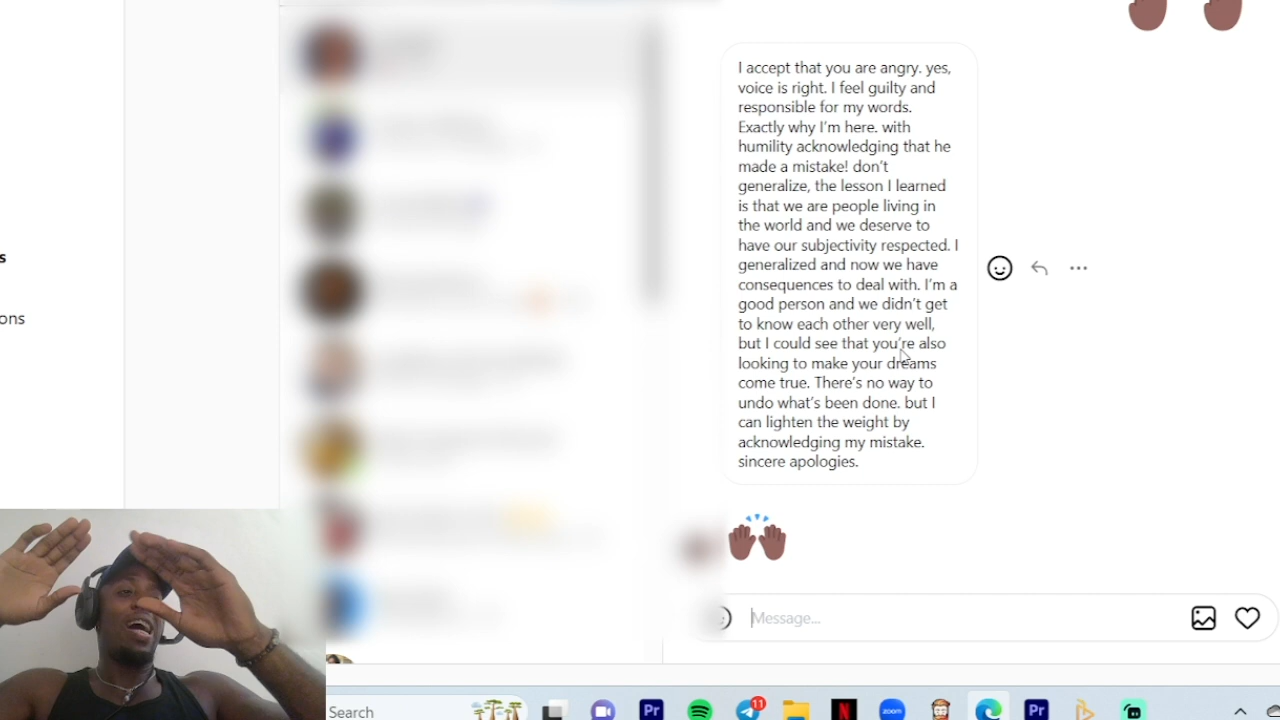 I accept that you are angry. yes,
voice is right. I feel guilty and
responsible for my words.
Exactly why I'm here. with
humility acknowledging that he
made a mistake! don't
generalize, the lesson I learned
is that we are people living in
the world and we deserve to
have our subjectivity respected. I
generalized and now we have
consequences to deal with. I'm a
good person and we didn't get
to know each other very well,
but I could see that you're also
looking to make your dreams
come true. There's no way to
undo what's been done. but I
can lighten the weight by
acknowledging my mistake.
sincere apologies.
s
ons
Message...
Search
Pr
11
N
zoom
Pr